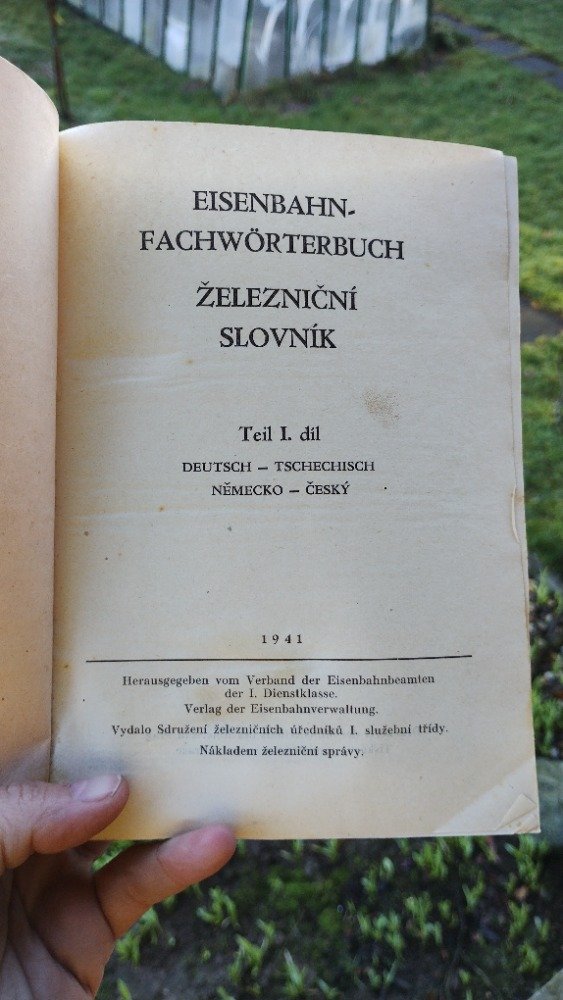 EISENBAHN-
FACHWÖRTERBUCH
ŽELEZNIČNÍ
SLOVNÍK
Teil I. díl
DEUTSCH – TSCHECHISCH
NĚMECKO – ČESKÝ
1941
Herausgegeben vom Verband der Eisenbahnbeamten
der I. Dienstklasse.
Verlag der Eisenbahnverwaltung.
Vydalo Sdružení železničních úředníků I. služební třídy.
Nákladem železniční správy.